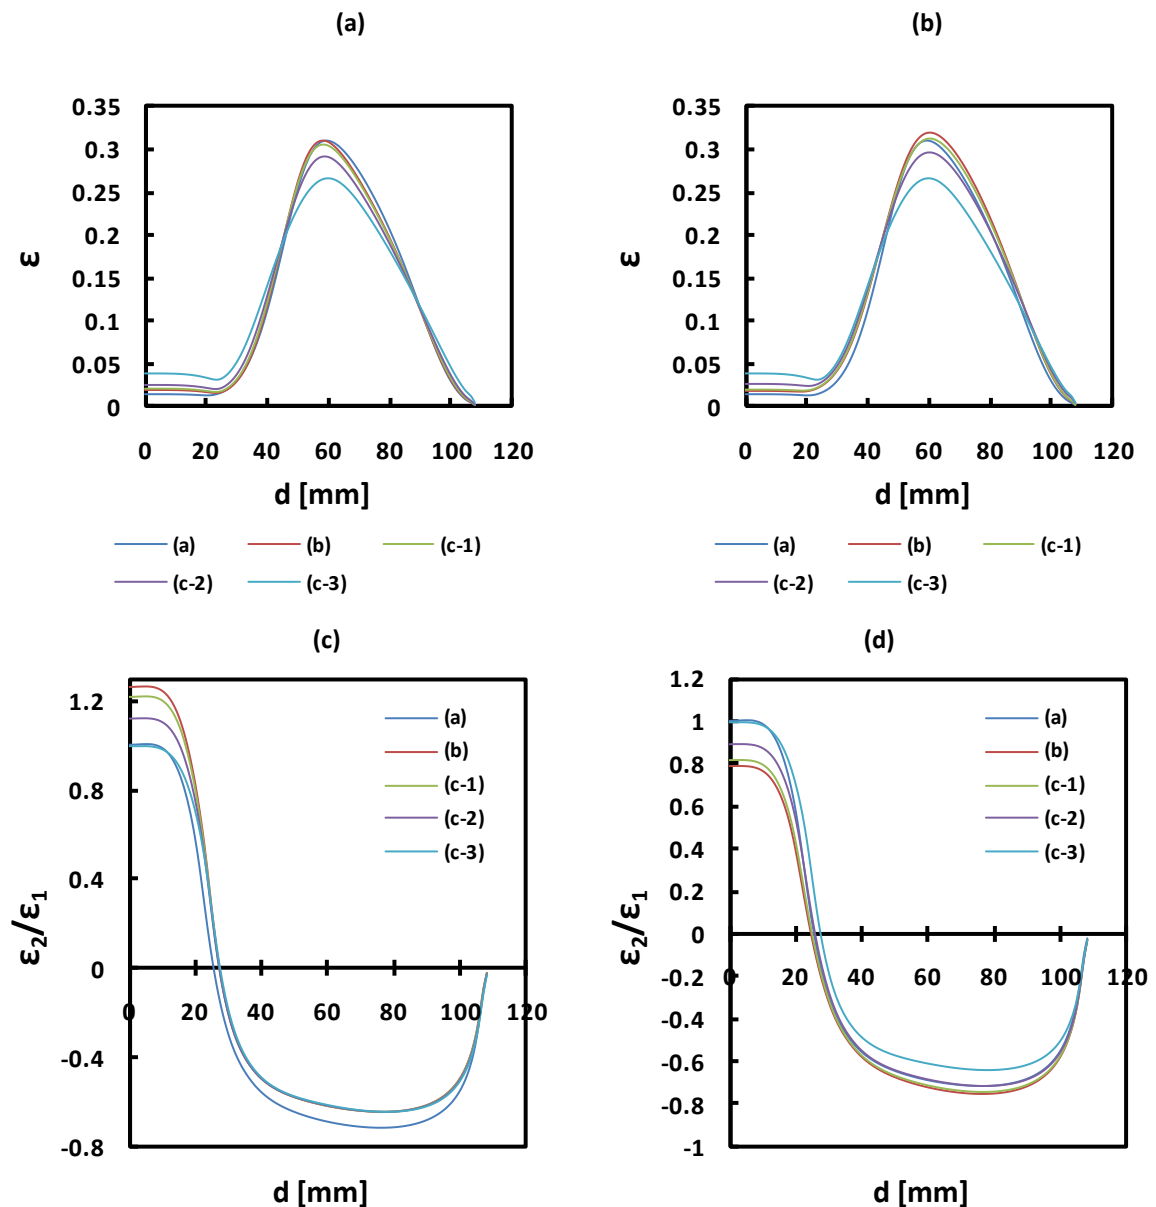 (a)
0.35
0.3
0.25
0.2
0.15
0.1
0.05
0
ε
0 20 40 60 80 100 120
d [mm]
(a) (b) (c-1)
(c-2) (c-3)
(b)
0.35
0.3
0.25
0.2
0.15
0.1
0.05
0
ε
0 20 40 60 80 100 120
d [mm]
(a) (b) (c-1)
(c-2) (c-3)
(c)
1.2
0.8
0.4
0
-0.4
-0.8
ε2/ε1
0 20 40 60 80 100 120
(a)
(b)
(c-1)
(c-2)
(c-3)
d [mm]
(d)
1.2
1
0.8
0.6
0.4
0.2
0
-0.2
-0.4
-0.6
-0.8
-1
ε2/ε1
0 20 40 60 80 100 120
(a)
(b)
(c-1)
(c-2)
(c-3)
d [mm]